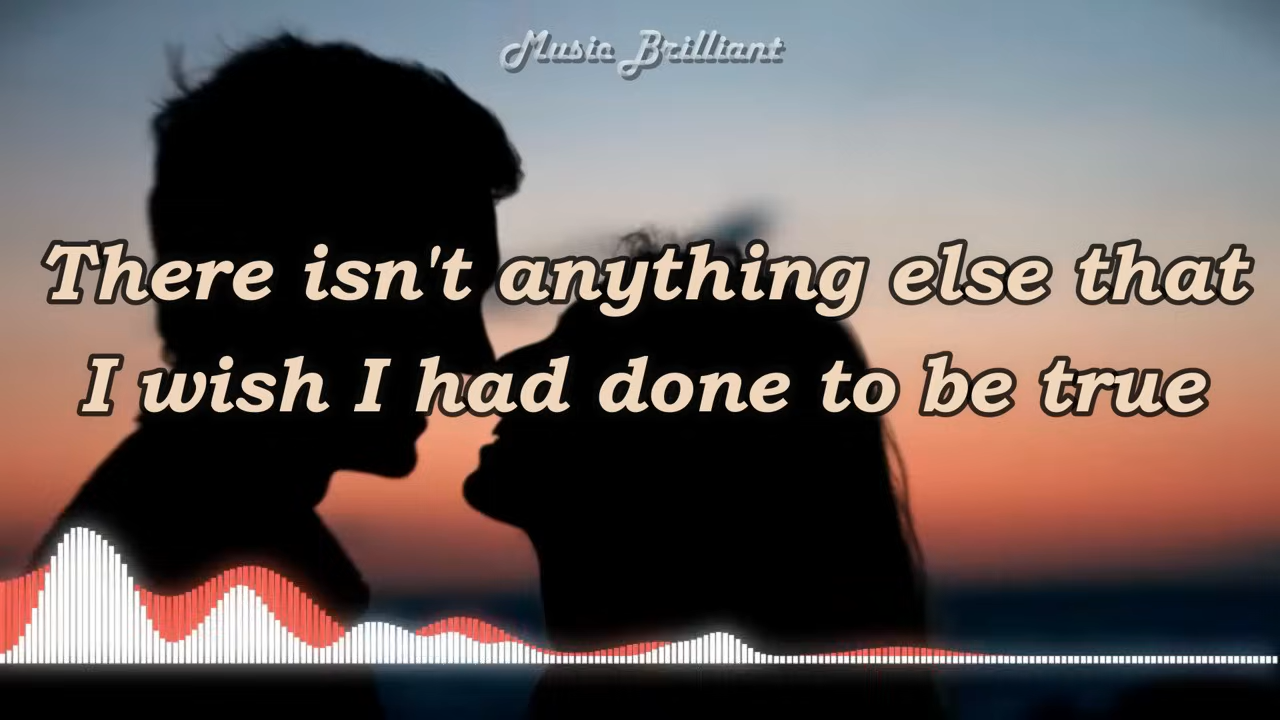 Music Brilliant
There isn't anything else that
I wish I had done to be true